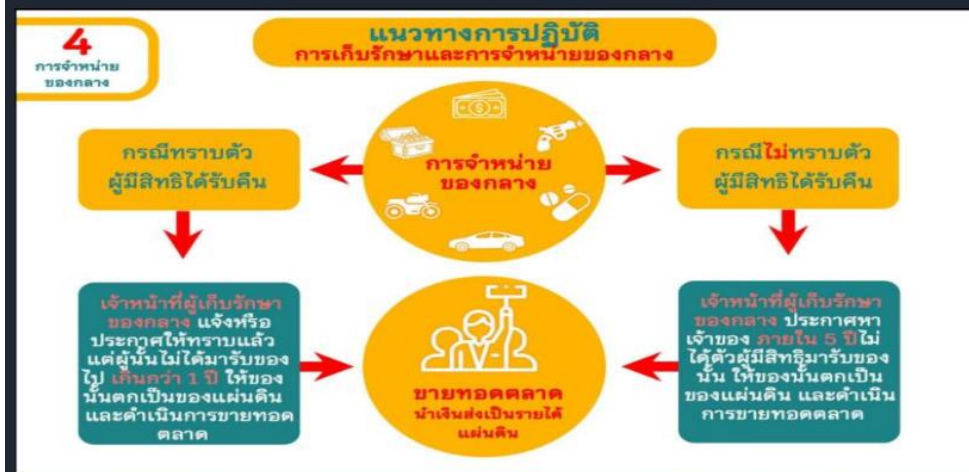 4
การจำหน่าย
ของกลาง
แนวทางการปฏิบัติ
การเก็บรักษาและการจำหน่ายของกลาง
กรณีทราบตัว
ผู้มีสิทธิได้รับคืน
การจำหน่าย
ของกลาง
กรณีไม่ทราบตัว
ผู้มีสิทธิได้รับคืน
เจ้าหน้าที่ผู้เก็บรักษา
ของกลาง แจ้งหรือ
ประกาศให้ทราบแล้ว
แต่ผู้นั้นไม่ได้มารับของ
ไป เกินกว่า 1 ปี ให้ของ
นั้นตกเป็นของแผ่นดิน
และดำเนินการขายทอด
ตลาด
ขายทอดตลาด
นำเงินส่งเป็นรายได้
แผ่นดิน
เจ้าหน้าที่ผู้เก็บรักษา
ของกลาง ประกาศหา
เจ้าของ ภายใน 5 ปีไม่
ได้ตัวผู้มีสิทธิมารับของ
นั้น ให้ของนั้นตกเป็น
ของแผ่นดิน และดำเนิน
การขายทอดตลาด